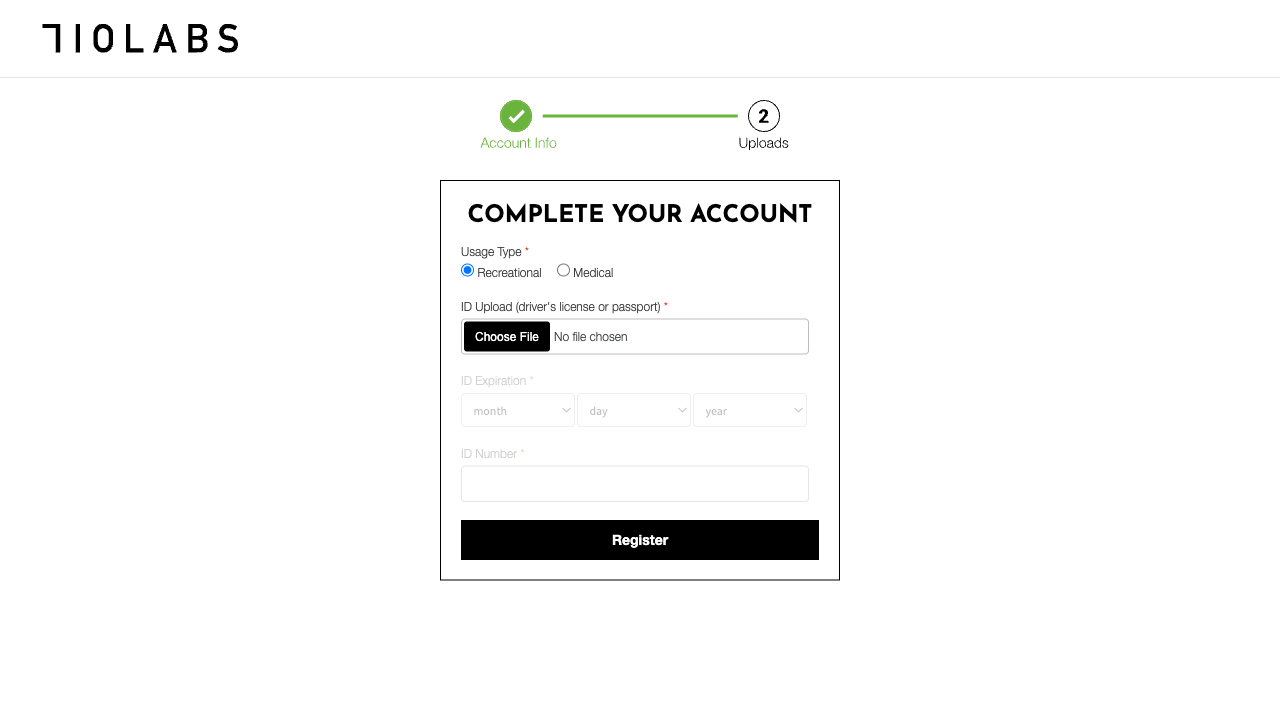 710LABS
2
Account Info
Uploads
COMPLETE YOUR ACCOUNT
Usage Type *
Recreational Medical
ID Upload (driver's license or passport) *
Choose File No file chosen
ID Expiration *
month day year
ID Number *
Register